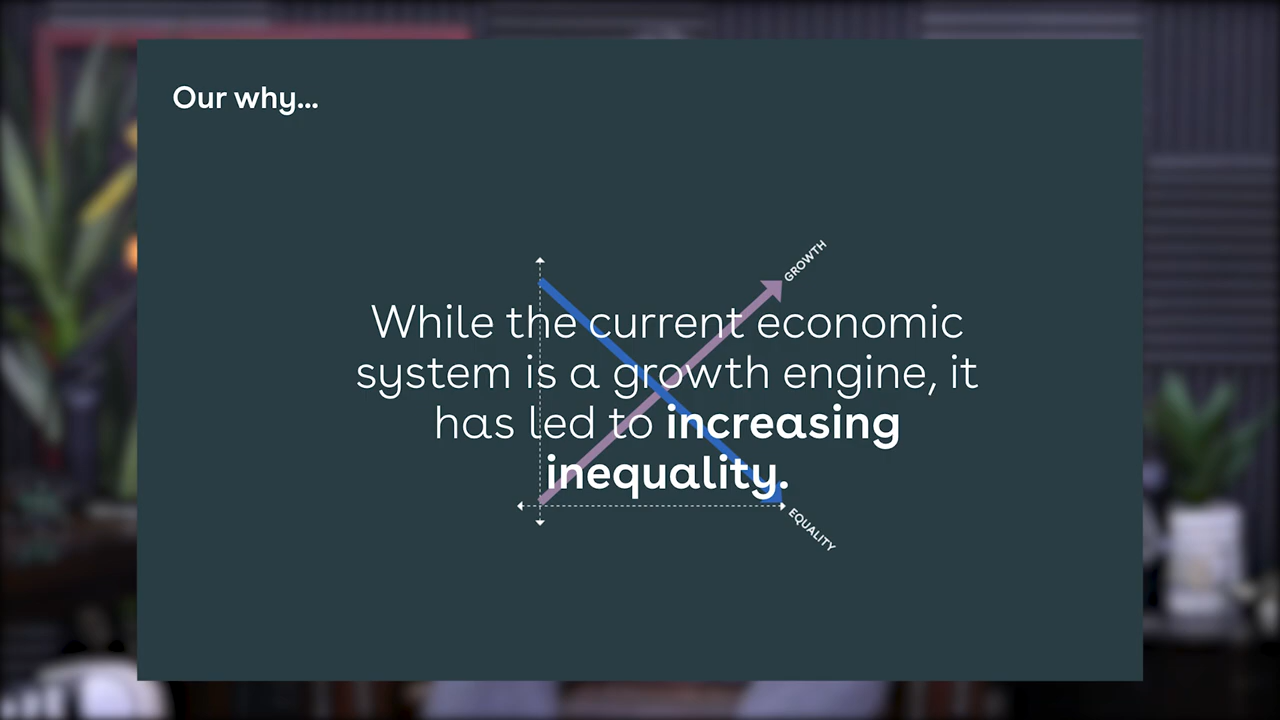 Our why...
GROWTH
While the current economic
system is a growth engine, it
has led to increasing
inequality.
EQUALITY